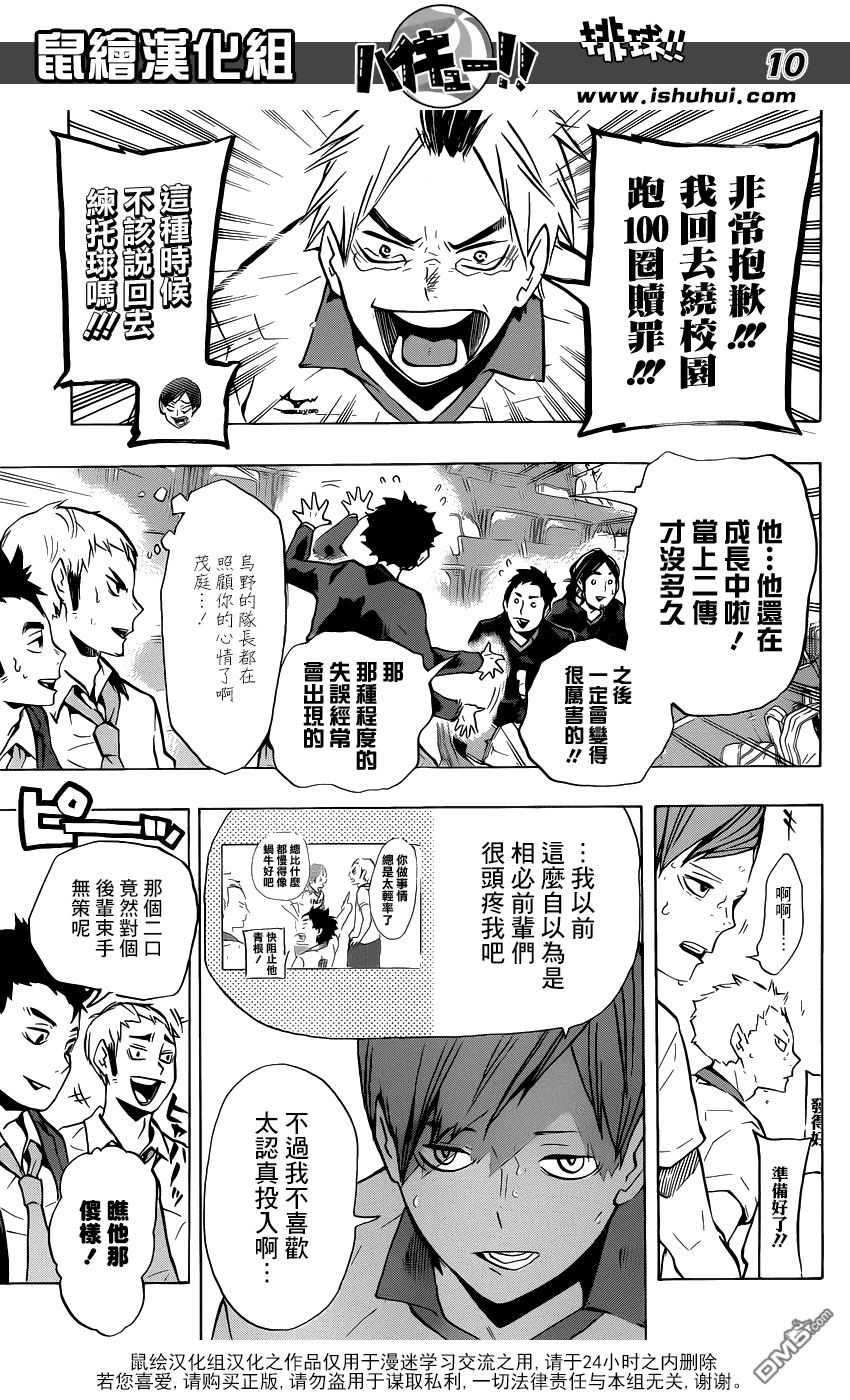 鼠繪漢化組
ハイキュー!!
排球!!
10
www.ishuhui.com
非常抱歉!!!
我回去繞校園
跑100圈贖罪!!!
這種時候
不該說回去
練托球嗎!!!
他…他還在
成長中啦!
當上二傳
才沒多久
之後
一定會變得
很厲害的!!
那
那種程度的
失誤經常
會出現的
烏野的隊長都在
照顧你的心情了啊
茂庭…!
啊啊——…
發得好
準備好了!!
…我以前
這麼自以為是
相必前輩們
很頭疼我吧
你做事情
總是太輕率了
總比什麼
都慢得像
蝸牛好吧
快阻止他
青根!
不過我不喜歡
太認真投入啊…
ピーッ
那個二口
竟然對個
後輩束手
無策呢
瞧他那
傻樣!
鼠绘汉化组汉化之作品仅用于漫迷学习交流之用, 请于24小时之内删除
若您喜爱, 请购买正版, 请勿用于谋取私利, 一切法律责任与本组无关, 谢谢。
DM5.com